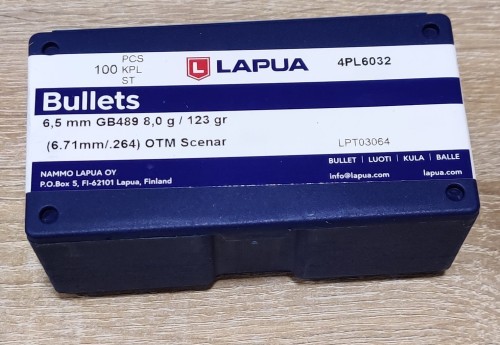 100 PCS KPL ST
LAPUA
4PL6032
Bullets
6,5 mm GB489 8,0 g / 123 gr
(6.71mm/.264) OTM Scenar
LPT03064
NAMMO LAPUA OY
P.O.Box 5, FI-62101 Lapua, Finland
BULLET | LUOTI | KULA | BALLE
info@lapua.com
lapua.com